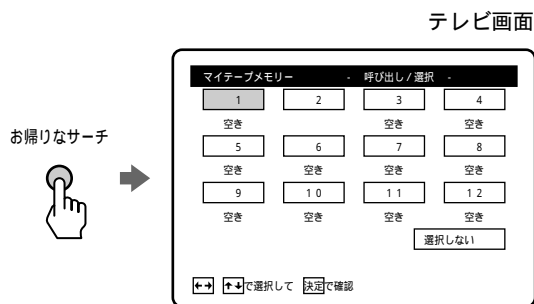 テレビ画面
お帰りなサーチ
マイテープメモリー - 呼び出し / 選択 -
1 2 3 4
空き 空き 空き
5 6 7 8
空き 空き 空き 空き
9 10 11 12
空き 空き 空き 空き
選択しない
←→ ↑↓で選択して 決定で確認